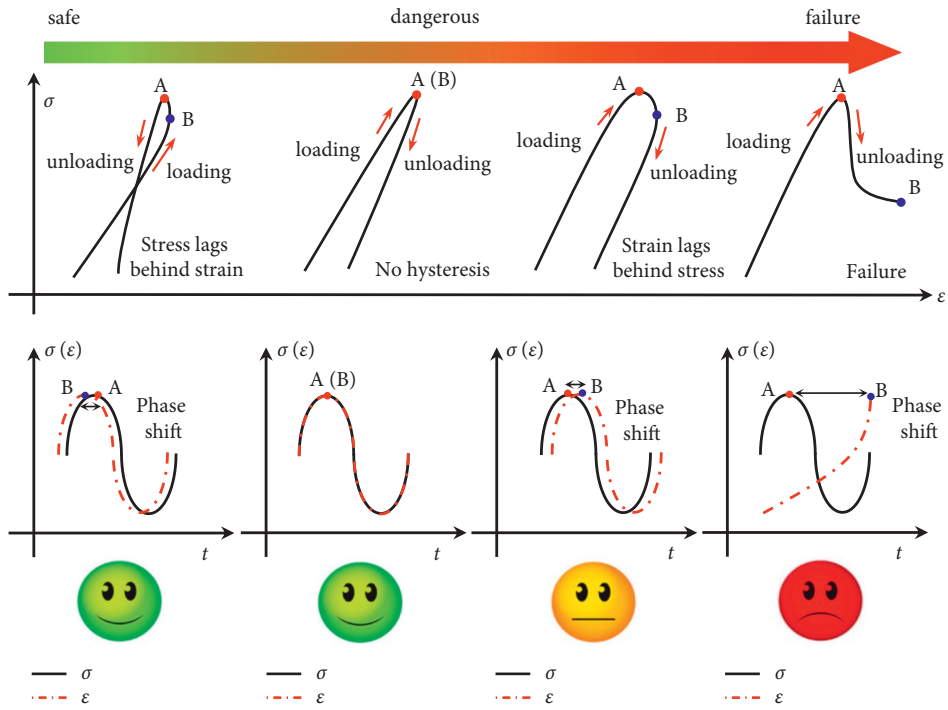 safe
dangerous
failure
σ
A
B
unloading
loading
Stress lags
behind strain
A (B)
loading
unloading
No hysteresis
A
B
loading
unloading
Strain lags
behind stress
A
loading
unloading
B
Failure
ε
σ (ε)
B
A
Phase
shift
t
σ (ε)
A (B)
t
σ (ε)
A
B
Phase
shift
t
σ (ε)
A
B
Phase
shift
t
σ
ε
σ
ε
σ
ε
σ
ε